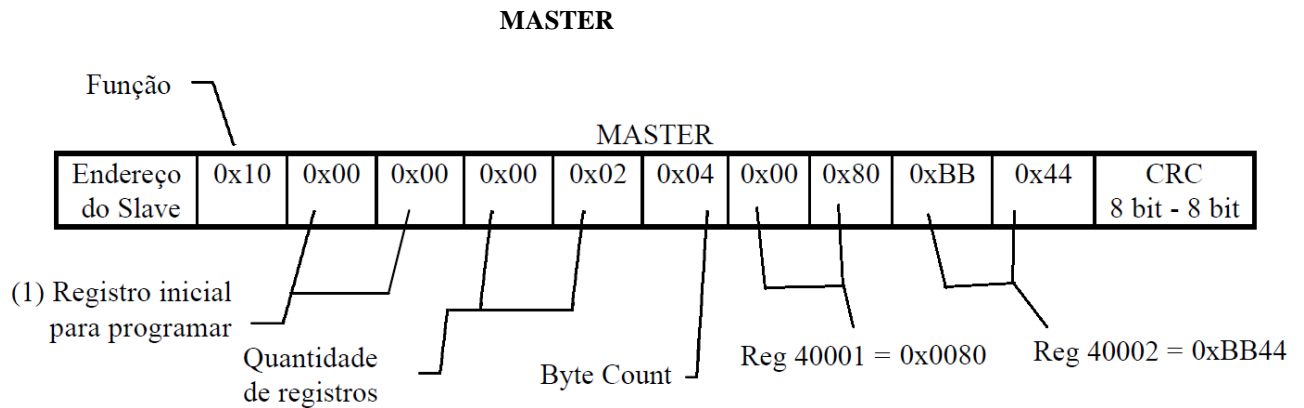 MASTER
Função
MASTER
Endereço do Slave 0x10 0x00 0x00 0x00 0x02 0x04 0x00 0x80 0xBB 0x44 CRC 8 bit - 8 bit
(1) Registro inicial
para programar
Quantidade
de registros
Byte Count
Reg 40001 = 0x0080
Reg 40002 = 0xBB44